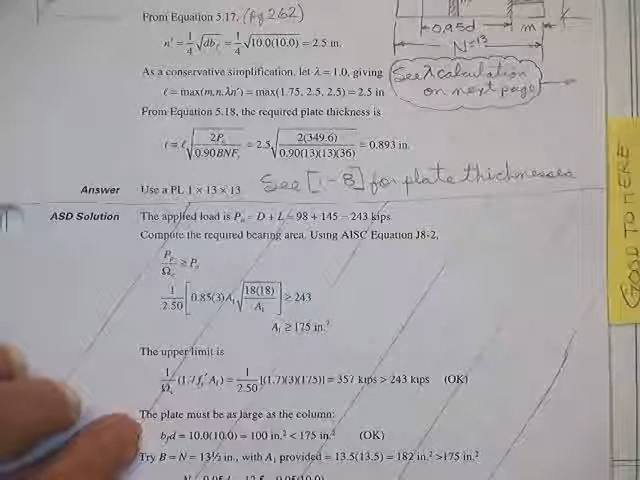 From Equation 5.17, (pg 262)
n' = 1/4 √db_f = 1/4 √10.0(10.0) = 2.5 in.
0.95d m
N=13
As a conservative simplification, let λ = 1.0, giving
ℓ = max(m, n, λn') = max(1.75, 2.5, 2.5) = 2.5 in
See λ calculation
on next page
From Equation 5.18, the required plate thickness is
t = ℓ √(2P_u / 0.90BNF_y) = 2.5 √(2(349.6) / 0.90(13)(13)(36)) = 0.893 in.
See [1-8] for plate thicknesses
Answer Use a PL 1 × 13 × 13.
GOOD TO HERE
ASD Solution The applied load is P_a = D + L = 98 + 145 = 243 kips.
Compute the required bearing area. Using AISC Equation J8-2,
P_p / Ω_c ≥ P_a
1/2.50 [0.85(3)A_1 √(18(18) / A_1)] ≥ 243
A_1 ≥ 175 in.²
The upper limit is
1/Ω_c (1.7f_c'A_1) = 1/2.50 [(1.7)(3)(175)] = 357 kips > 243 kips (OK)
The plate must be as large as the column:
b_f d = 10.0(10.0) = 100 in.² < 175 in.² (OK)
Try B = N = 13½ in., with A_1 provided = 13.5(13.5) = 182 in.² > 175 in.²